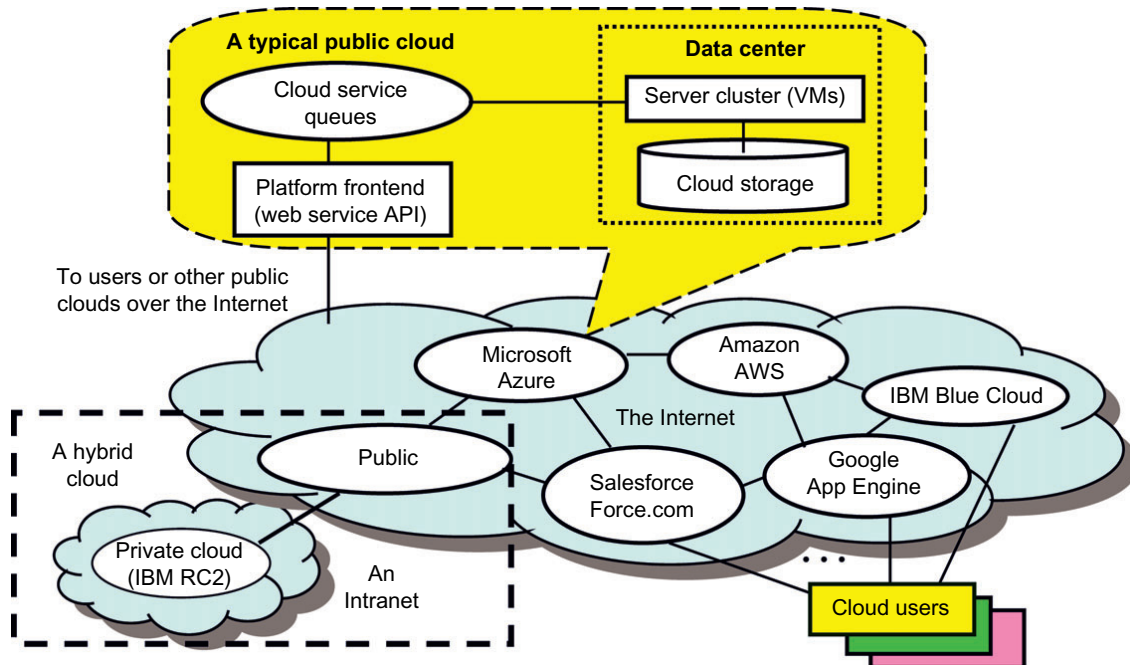 A typical public cloud
Data center
Cloud service
queues
Server cluster (VMs)
Cloud storage
Platform frontend
(web service API)
To users or other public
clouds over the Internet
Microsoft
Azure
Amazon
AWS
IBM Blue Cloud
The Internet
A hybrid
cloud
Public
Salesforce
Force.com
Google
App Engine
Private cloud
(IBM RC2)
An
Intranet
...
Cloud users